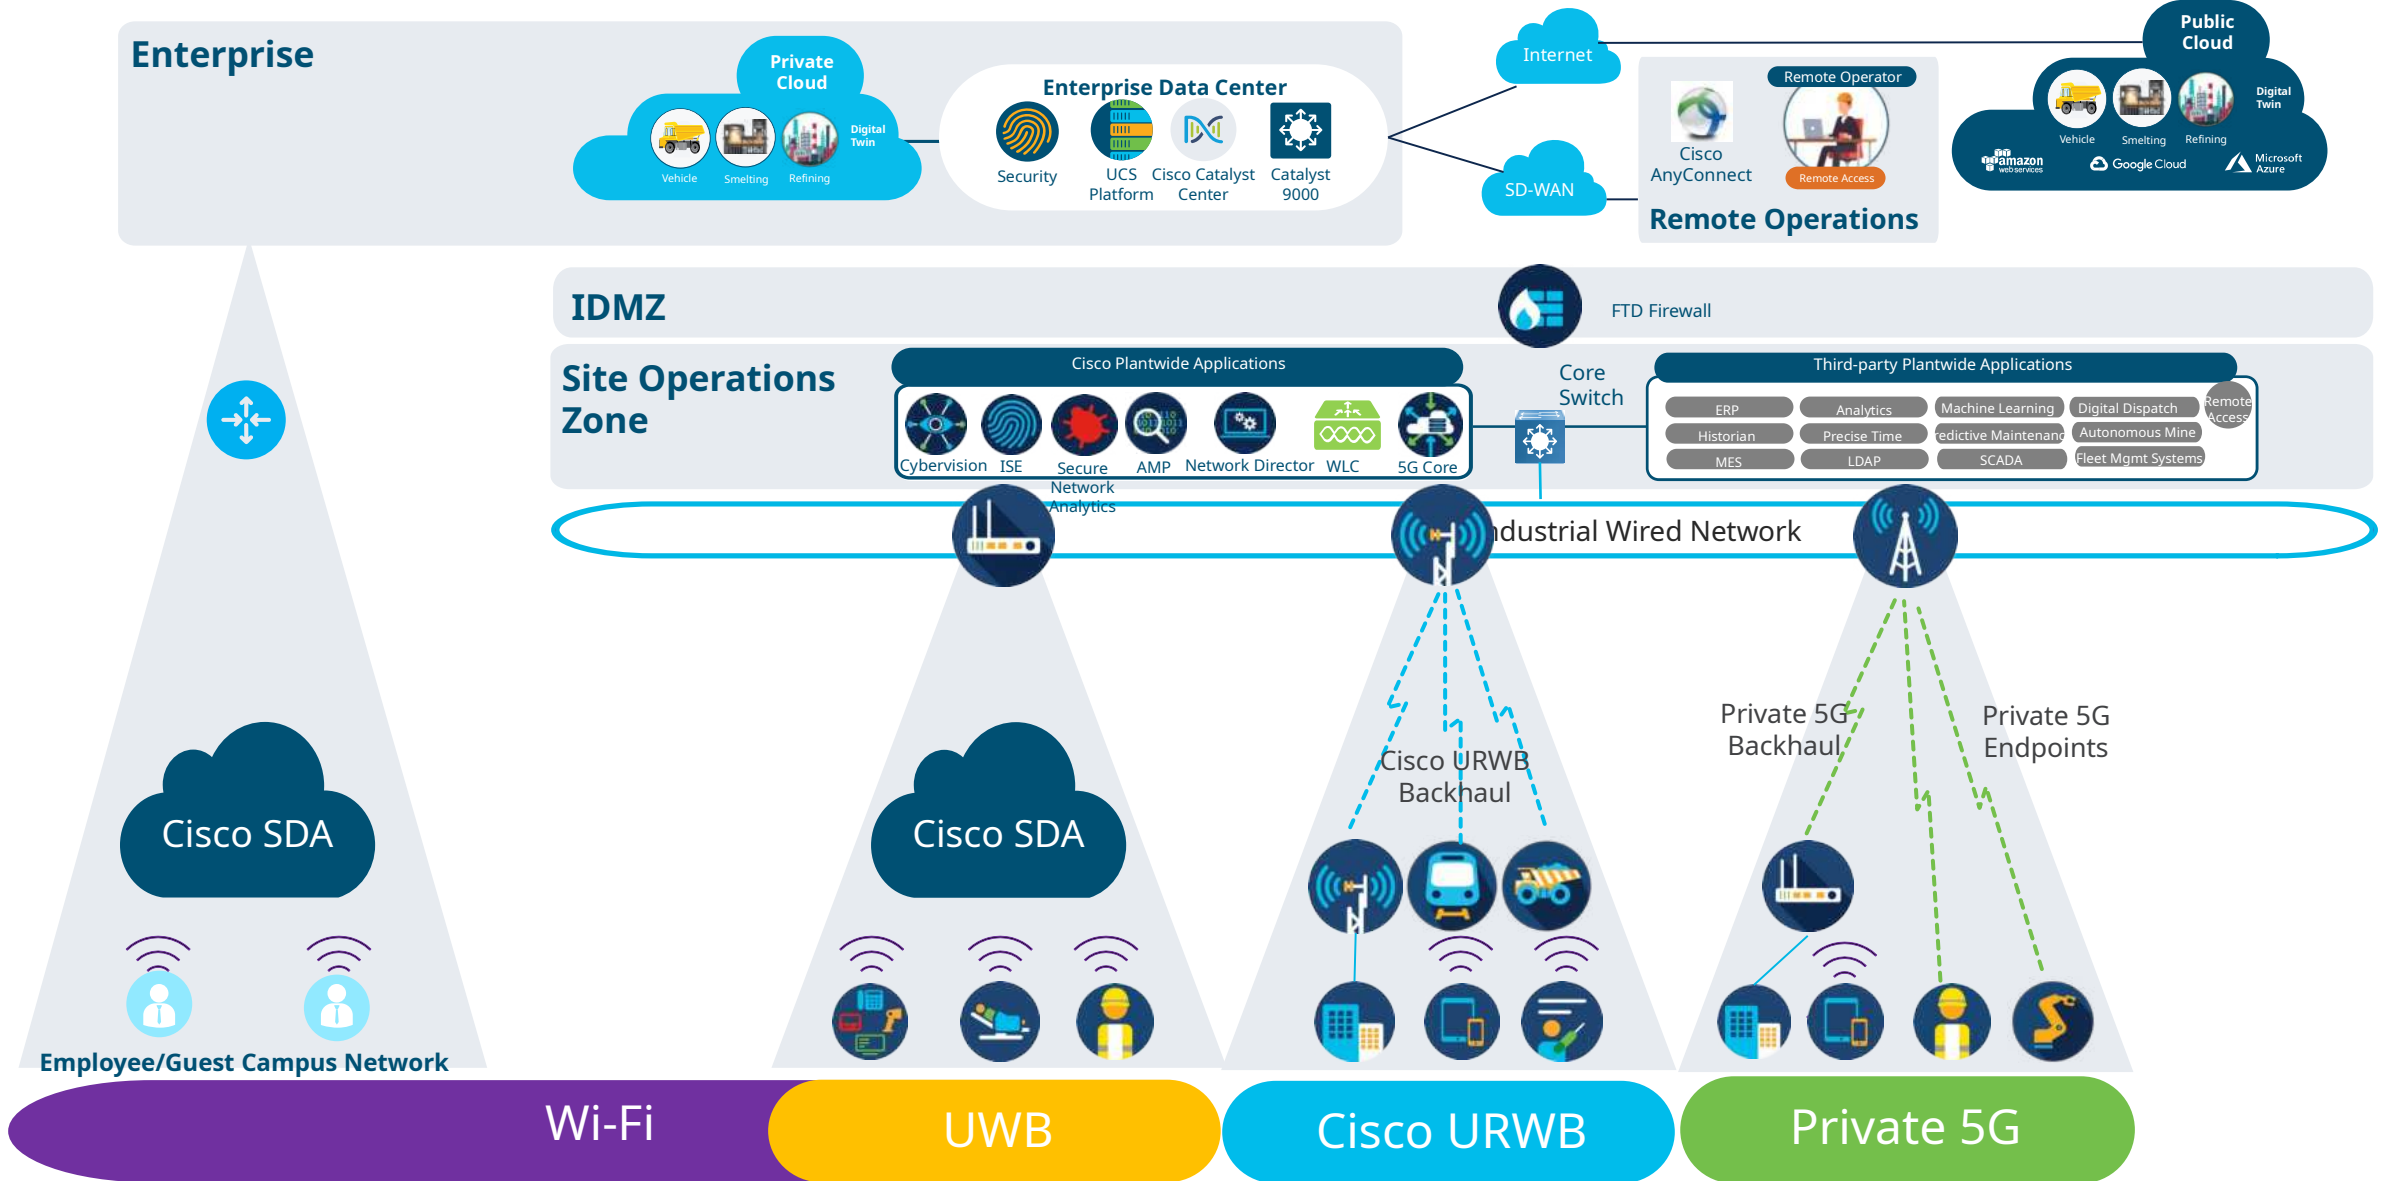 Enterprise
Private
Cloud
Digital
Twin
Vehicle
Smelting
Refining
Enterprise Data Center
Security
UCS
Platform
Cisco Catalyst
Center
Catalyst
9000
Internet
SD-WAN
Remote Operator
Cisco
AnyConnect
Remote Access
Remote Operations
Public
Cloud
Digital
Twin
Vehicle
Smelting
Refining
amazon
web services
Google Cloud
Microsoft
Azure
IDMZ
FTD Firewall
Site Operations
Zone
Cisco Plantwide Applications
Cybervision
ISE
Secure
Network
Analytics
AMP
Network Director
WLC
5G Core
Core
Switch
Third-party Plantwide Applications
ERP
Analytics
Machine Learning
Digital Dispatch
Remote
Access
Historian
Precise Time
redictive Maintenanc
Autonomous Mine
MES
LDAP
SCADA
Fleet Mgmt Systems
ndustrial Wired Network
Cisco SDA
Cisco SDA
Cisco URWB
Backhaul
Private 5G
Backhaul
Private 5G
Endpoints
Employee/Guest Campus Network
Wi-Fi
UWB
Cisco URWB
Private 5G